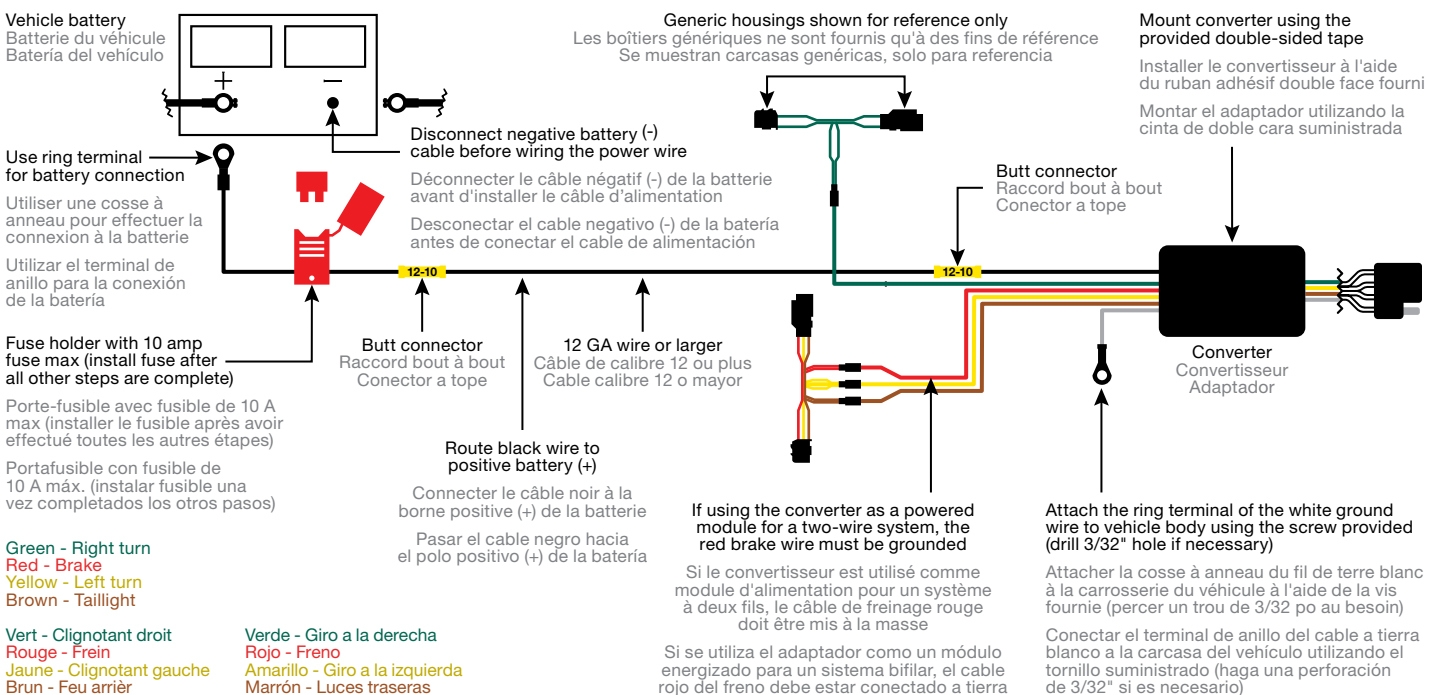 Vehicle battery
Batterie du véhicule
Batería del vehículo
+
−
Generic housings shown for reference only
Les boîtiers génériques ne sont fournis qu'à des fins de référence
Se muestran carcasas genéricas, solo para referencia
Mount converter using the
provided double-sided tape
Installer le convertisseur à l'aide
du ruban adhésif double face fourni
Montar el adaptador utilizando la
cinta de doble cara suministrada
Use ring terminal
for battery connection
Utiliser une cosse à
anneau pour effectuer la
connexion à la batterie
Utilizar el terminal de
anillo para la conexión
de la batería
Disconnect negative battery (-)
cable before wiring the power wire
Déconnecter le câble négatif (-) de la batterie
avant d'installer le câble d'alimentation
Desconectar el cable negativo (-) de la batería
antes de conectar el cable de alimentación
Butt connector
Raccord bout à bout
Conector a tope
12-10
12-10
Fuse holder with 10 amp
fuse max (install fuse after
all other steps are complete)
Porte-fusible avec fusible de 10 A
max (installer le fusible après avoir
effectué toutes les autres étapes)
Portafusible con fusible de
10 A máx. (instalar fusible una
vez completados los otros pasos)
Butt connector
Raccord bout à bout
Conector a tope
12 GA wire or larger
Câble de calibre 12 ou plus
Cable calibre 12 o mayor
Converter
Convertisseur
Adaptador
Route black wire to
positive battery (+)
Connecter le câble noir à la
borne positive (+) de la batterie
Pasar el cable negro hacia
el polo positivo (+) de la batería
If using the converter as a powered
module for a two-wire system, the
red brake wire must be grounded
Si le convertisseur est utilisé comme
module d'alimentation pour un système
à deux fils, le câble de freinage rouge
doit être mis à la masse
Si se utiliza el adaptador como un módulo
energizado para un sistema bifilar, el cable
rojo del freno debe estar conectado a tierra
Attach the ring terminal of the white ground
wire to vehicle body using the screw provided
(drill 3/32" hole if necessary)
Attacher la cosse à anneau du fil de terre blanc
à la carrosserie du véhicule à l'aide de la vis
fournie (percer un trou de 3/32 po au besoin)
Conectar el terminal de anillo del cable a tierra
blanco a la carcasa del vehículo utilizando el
tornillo suministrado (haga una perforación
de 3/32" si es necesario)
Green - Right turn
Red - Brake
Yellow - Left turn
Brown - Taillight
Vert - Clignotant droit
Rouge - Frein
Jaune - Clignotant gauche
Brun - Feu arrièr
Verde - Giro a la derecha
Rojo - Freno
Amarillo - Giro a la izquierda
Marrón - Luces traseras